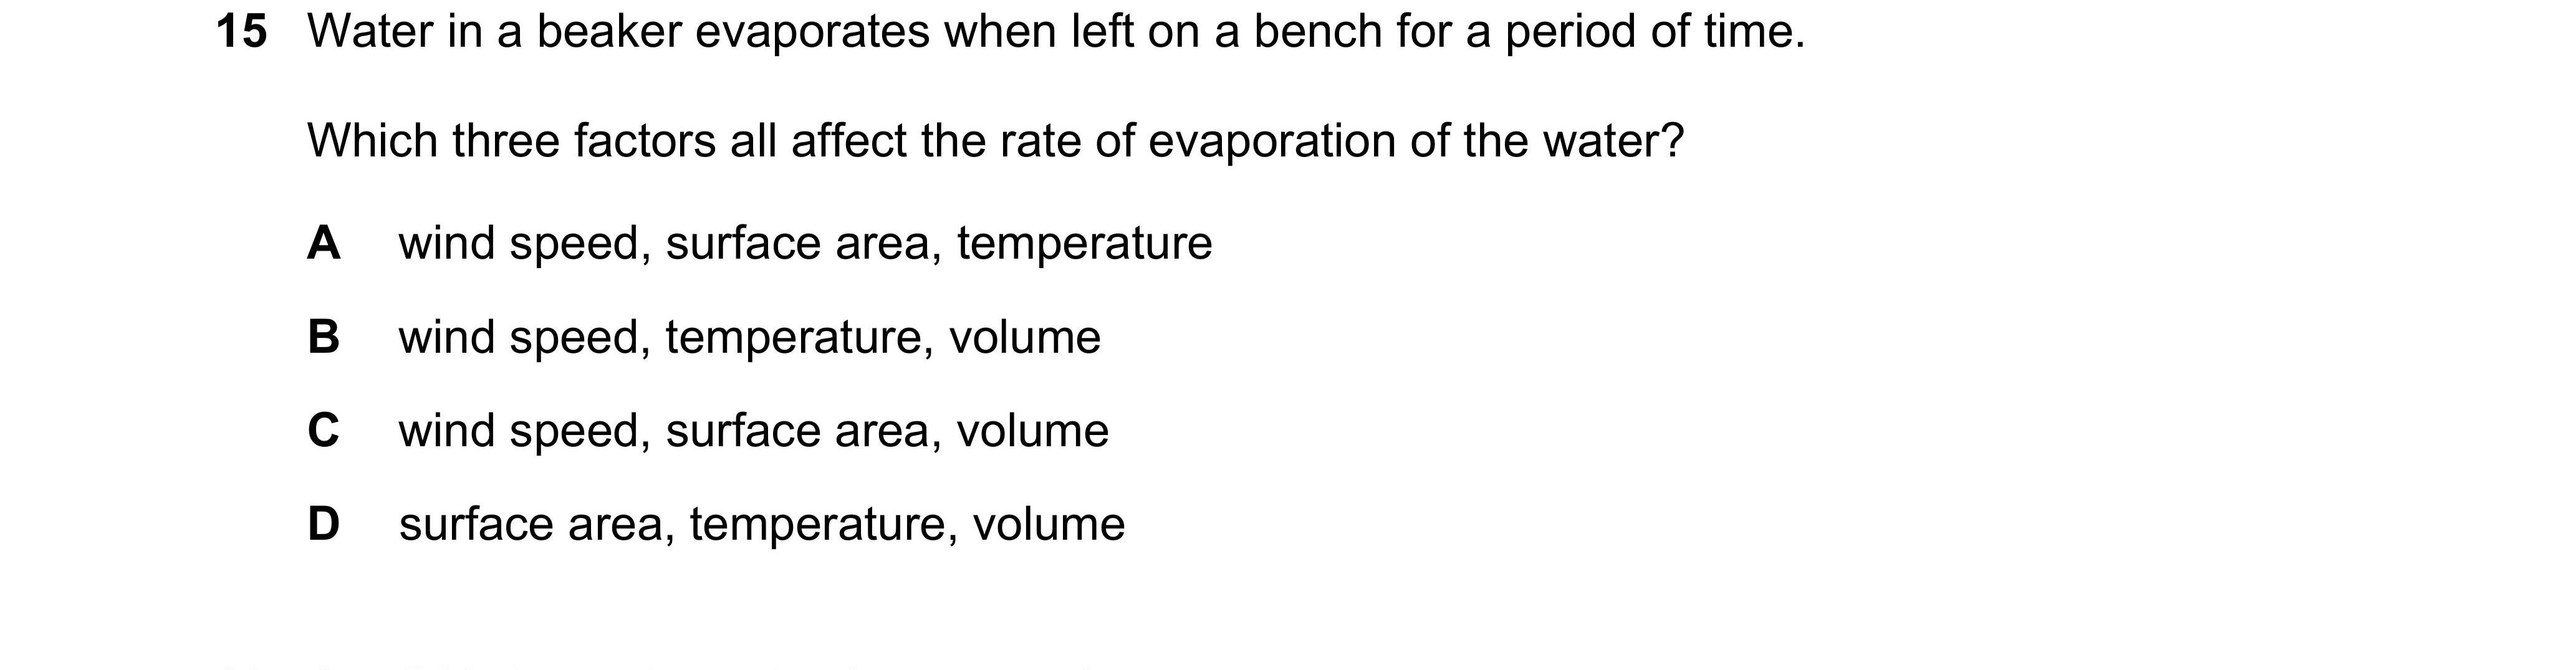 15 Water in a beaker evaporates when left on a bench for a period of time.
Which three factors all affect the rate of evaporation of the water?
A wind speed, surface area, temperature
B wind speed, temperature, volume
C wind speed, surface area, volume
D surface area, temperature, volume